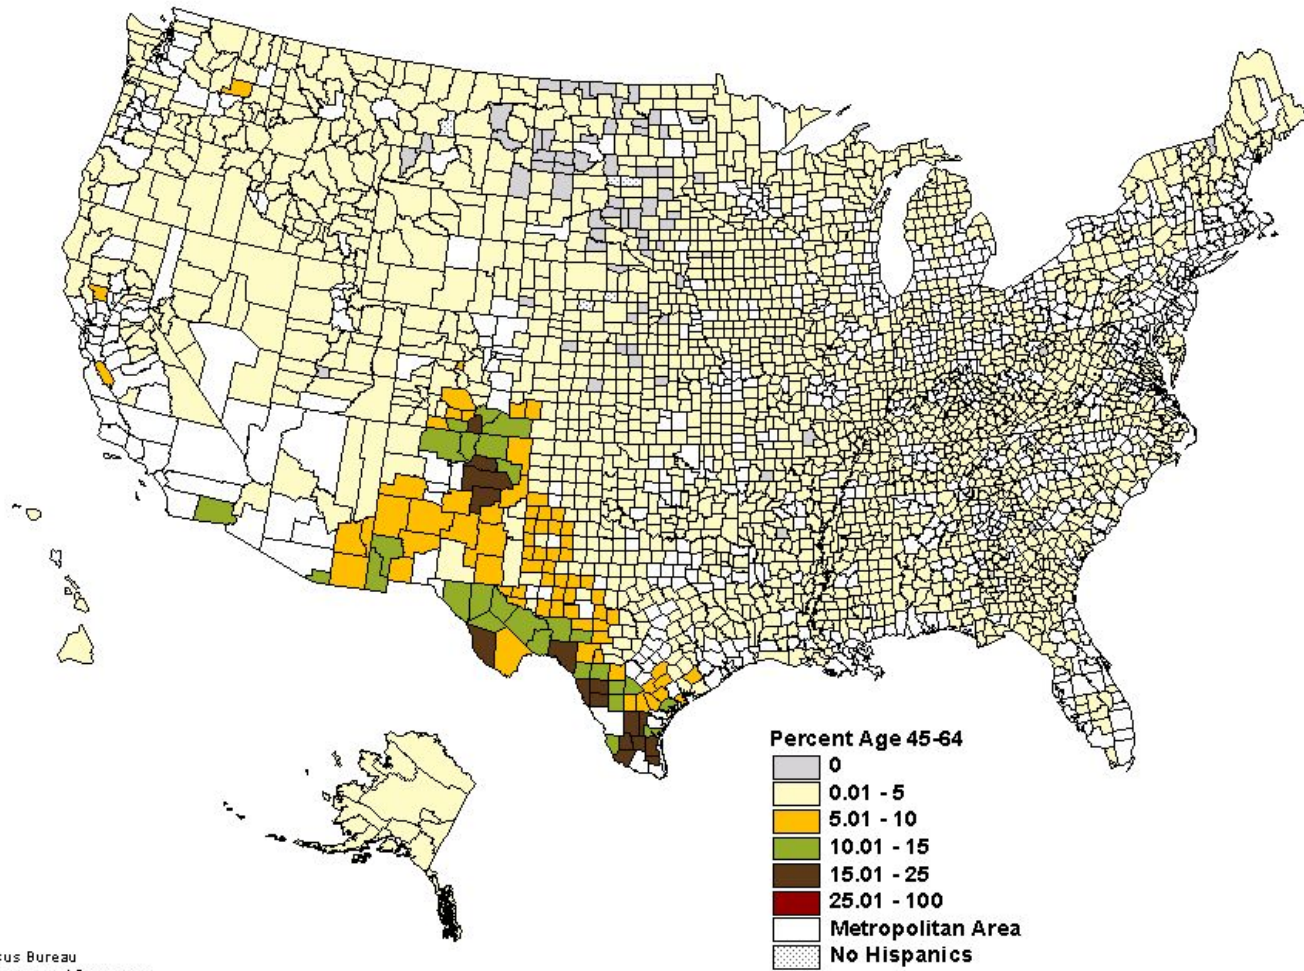 Percent Age 45-64
0
0.01 - 5
5.01 - 10
10.01 - 15
15.01 - 25
25.01 - 100
Metropolitan Area
No Hispanics
Bureau